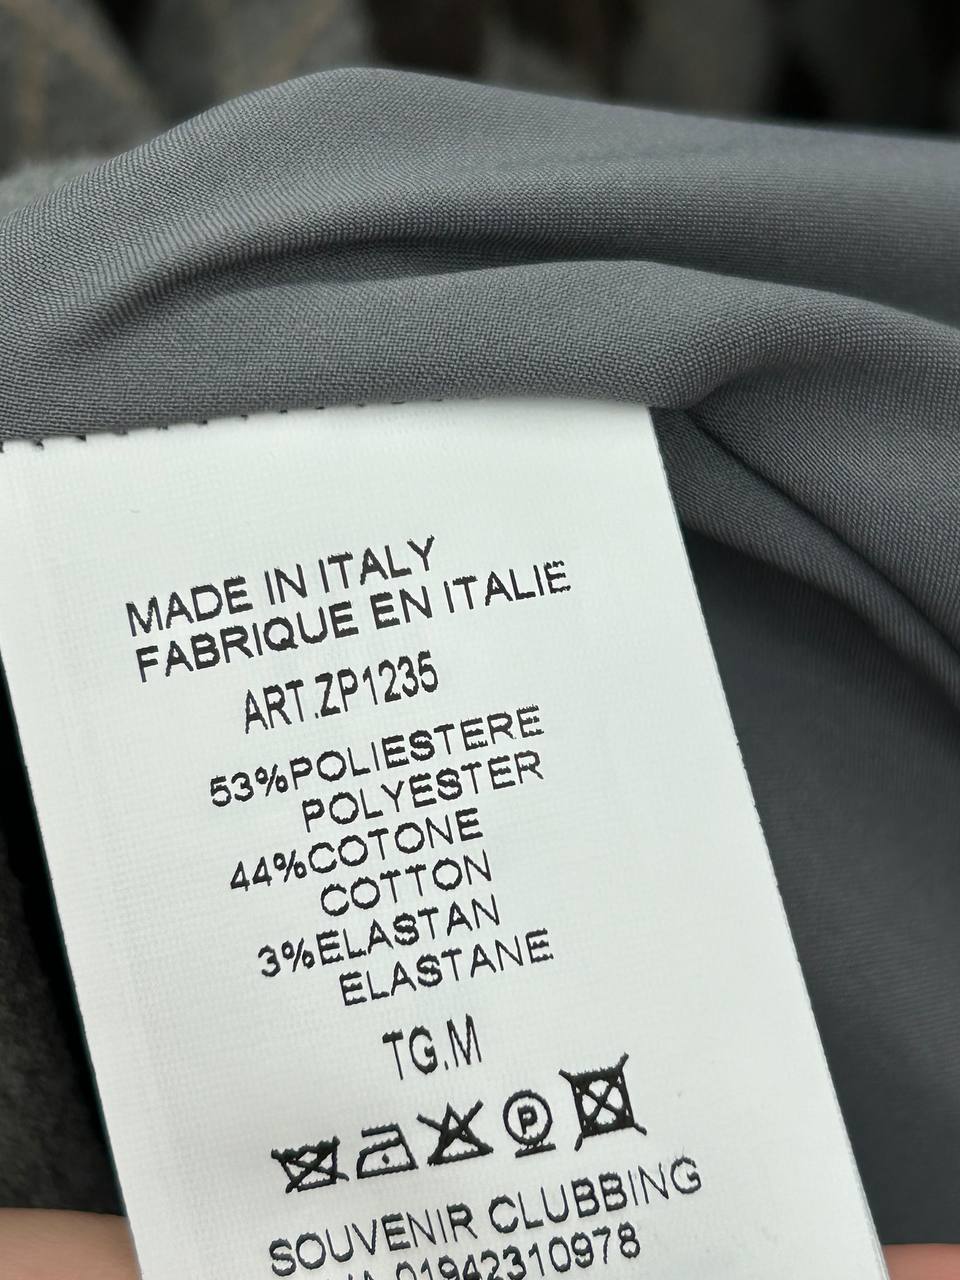 MADE IN ITALY
FABRIQUE EN ITALIE
ART.ZP1235
53%POLIESTERE
POLYESTER
44%COTONE
COTTON
3%ELASTAN
ELASTANE
TG.M
P
SOUVENIR CLUBBING
01942310978